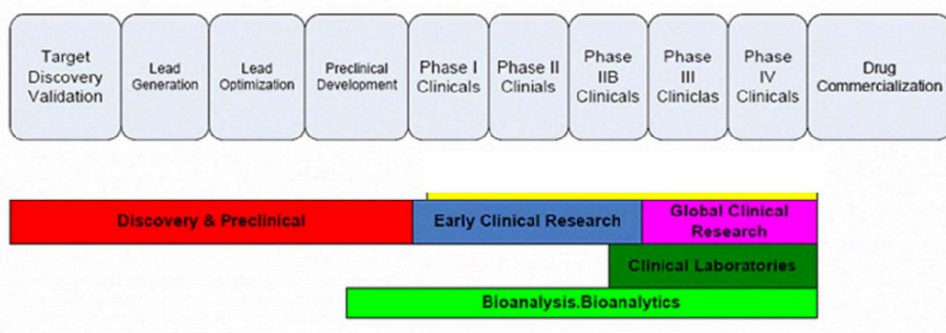 Target
Discovery
Validation
Lead
Generation
Lead
Optimization
Preclinical
Development
Phase I
Clinicals
Phase II
Clinials
Phase
IIB
Clinicals
Phase
III
Cliniclas
Phase
IV
Clinicals
Drug
Commercialization
Discovery & Preclinical
Early Clinical Research
Global Clinical
Research
Clinical Laboratories
Bioanalysis.Bioanalytics